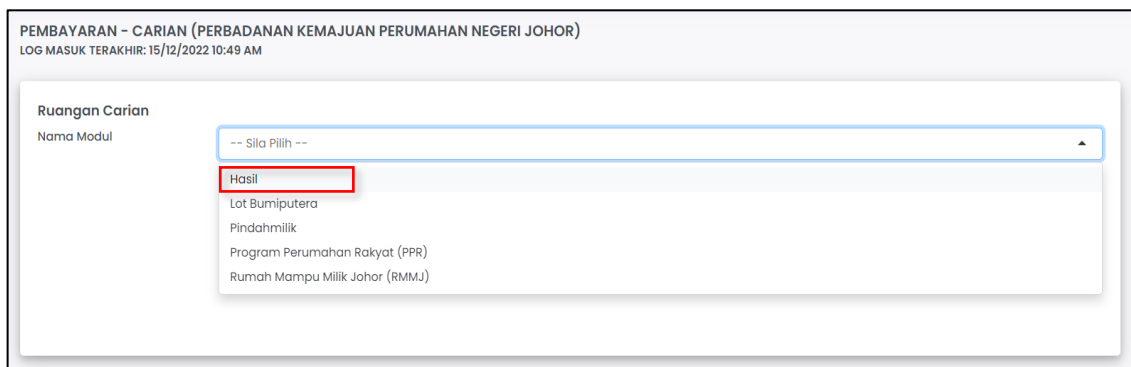 PEMBAYARAN - CARIAN (PERBADANAN KEMAJUAN PERUMAHAN NEGERI JOHOR)
LOG MASUK TERAKHIR: 15/12/2022 10:49 AM
Ruangan Carian
Nama Modul
-- Sila Pilih --
Hasil
Lot Bumiputera
Pindahmilik
Program Perumahan Rakyat (PPR)
Rumah Mampu Milik Johor (RMMJ)